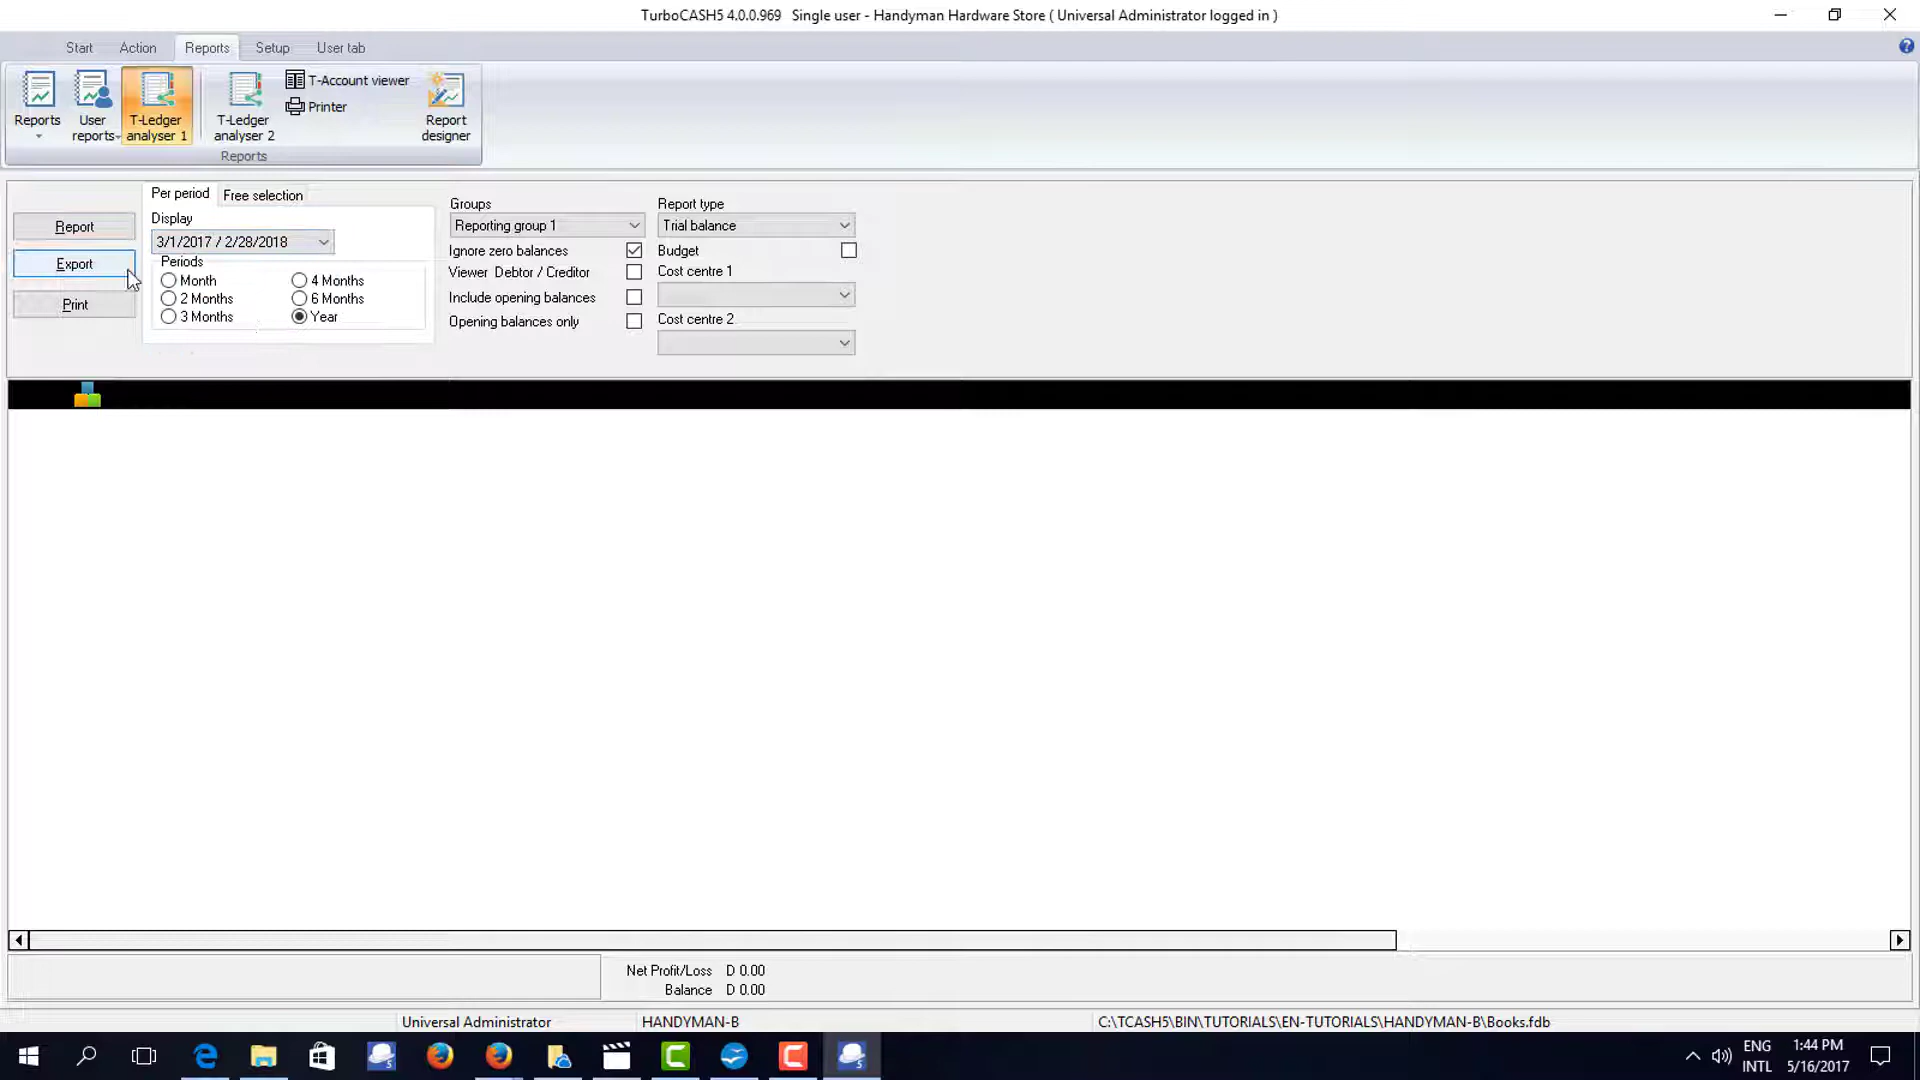 TurboCASH5 4.0.0.969   Single user - Handyman Hardware Store ( Universal Administrator logged in )
Start Action Reports Setup User tab
Reports
User reports
T-Ledger analyser 1
T-Ledger analyser 2
T-Account viewer
Printer
Report designer
Reports
Report
Export
Print
Per period Free selection
Display
3/1/2017 / 2/28/2018
Periods
Month 4 Months
2 Months 6 Months
3 Months Year
Groups
Reporting group 1
Ignore zero balances
Viewer Debtor / Creditor
Include opening balances
Opening balances only
Report type
Trial balance
Budget
Cost centre 1
Cost centre 2
Net Profit/Loss D 0.00
Balance D 0.00
Universal Administrator HANDYMAN-B C:\TCASH5\BIN\TUTORIALS\EN-TUTORIALS\HANDYMAN-B\Books.fdb
ENG 1:44 PM
INTL 5/16/2017